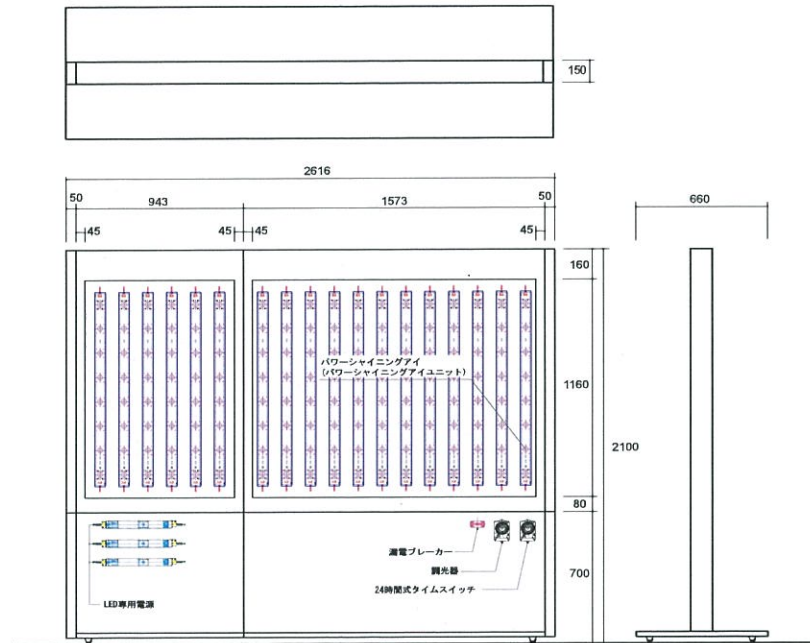 150
2616
50
943
1573
50
660
45
45
45
45
160
パワーシャイニングアイ
(パワーシャイニングアイユニット)
1160
2100
80
漏電ブレーカー
調光器
700
24時間式タイムスイッチ
LED専用電源